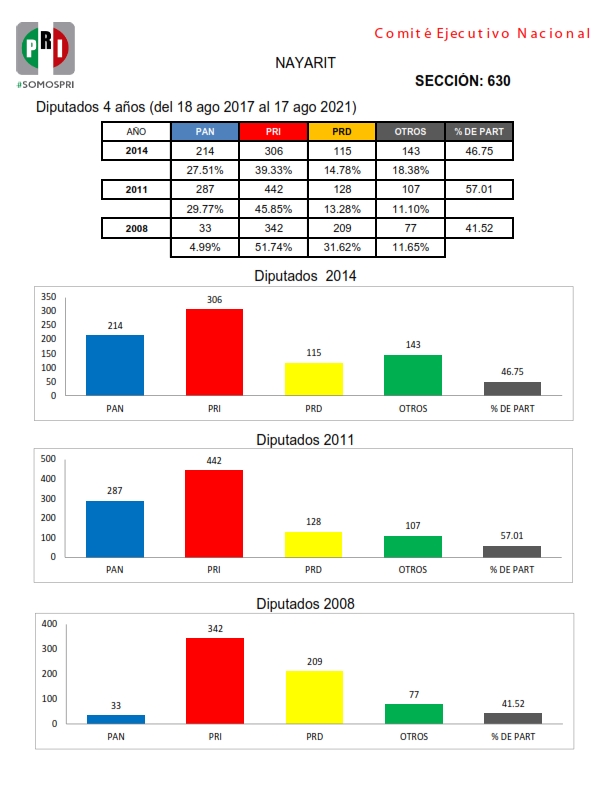 Comité Ejecutivo Nacional
PRI
#SOMOSPRI
NAYARIT
SECCIÓN: 630
Diputados 4 años (del 18 ago 2017 al 17 ago 2021)
AÑO PAN PRI PRD OTROS % DE PART
2014 214 306 115 143 46.75
27.51% 39.33% 14.78% 18.38%
2011 287 442 128 107 57.01
29.77% 45.85% 13.28% 11.10%
2008 33 342 209 77 41.52
4.99% 51.74% 31.62% 11.65%
Diputados 2014
350
300
250
200
150
100
50
0
214
306
115
143
46.75
PAN PRI PRD OTROS % DE PART
Diputados 2011
500
400
300
200
100
0
287
442
128
107
57.01
PAN PRI PRD OTROS % DE PART
Diputados 2008
400
300
200
100
0
33
342
209
77
41.52
PAN PRI PRD OTROS % DE PART